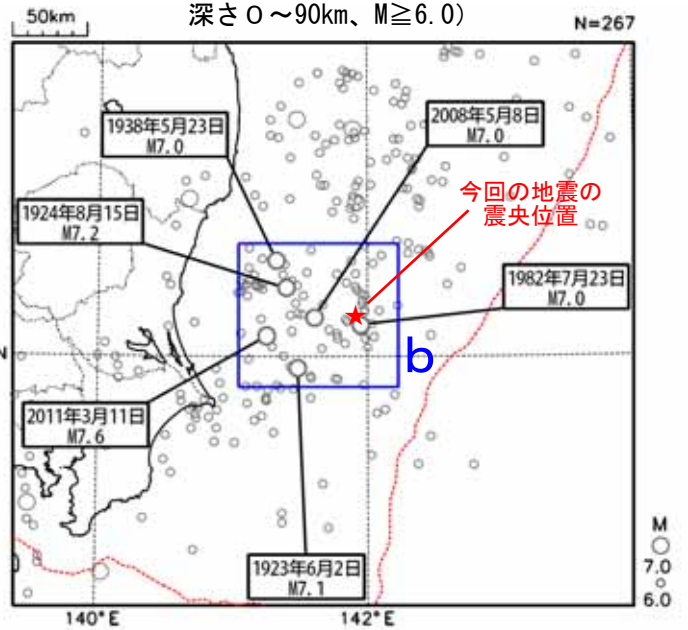 深さ０～90km、M≧6.0)
50km
N=267
1938年5月23日
M7.0
2008年5月8日
M7.0
今回の地震の
震央位置
1924年8月15日
M7.2
1982年7月23日
M7.0
b
2011年3月11日
M7.6
1923年6月2日
M7.1
M
7.0
6.0
140°E
142°E